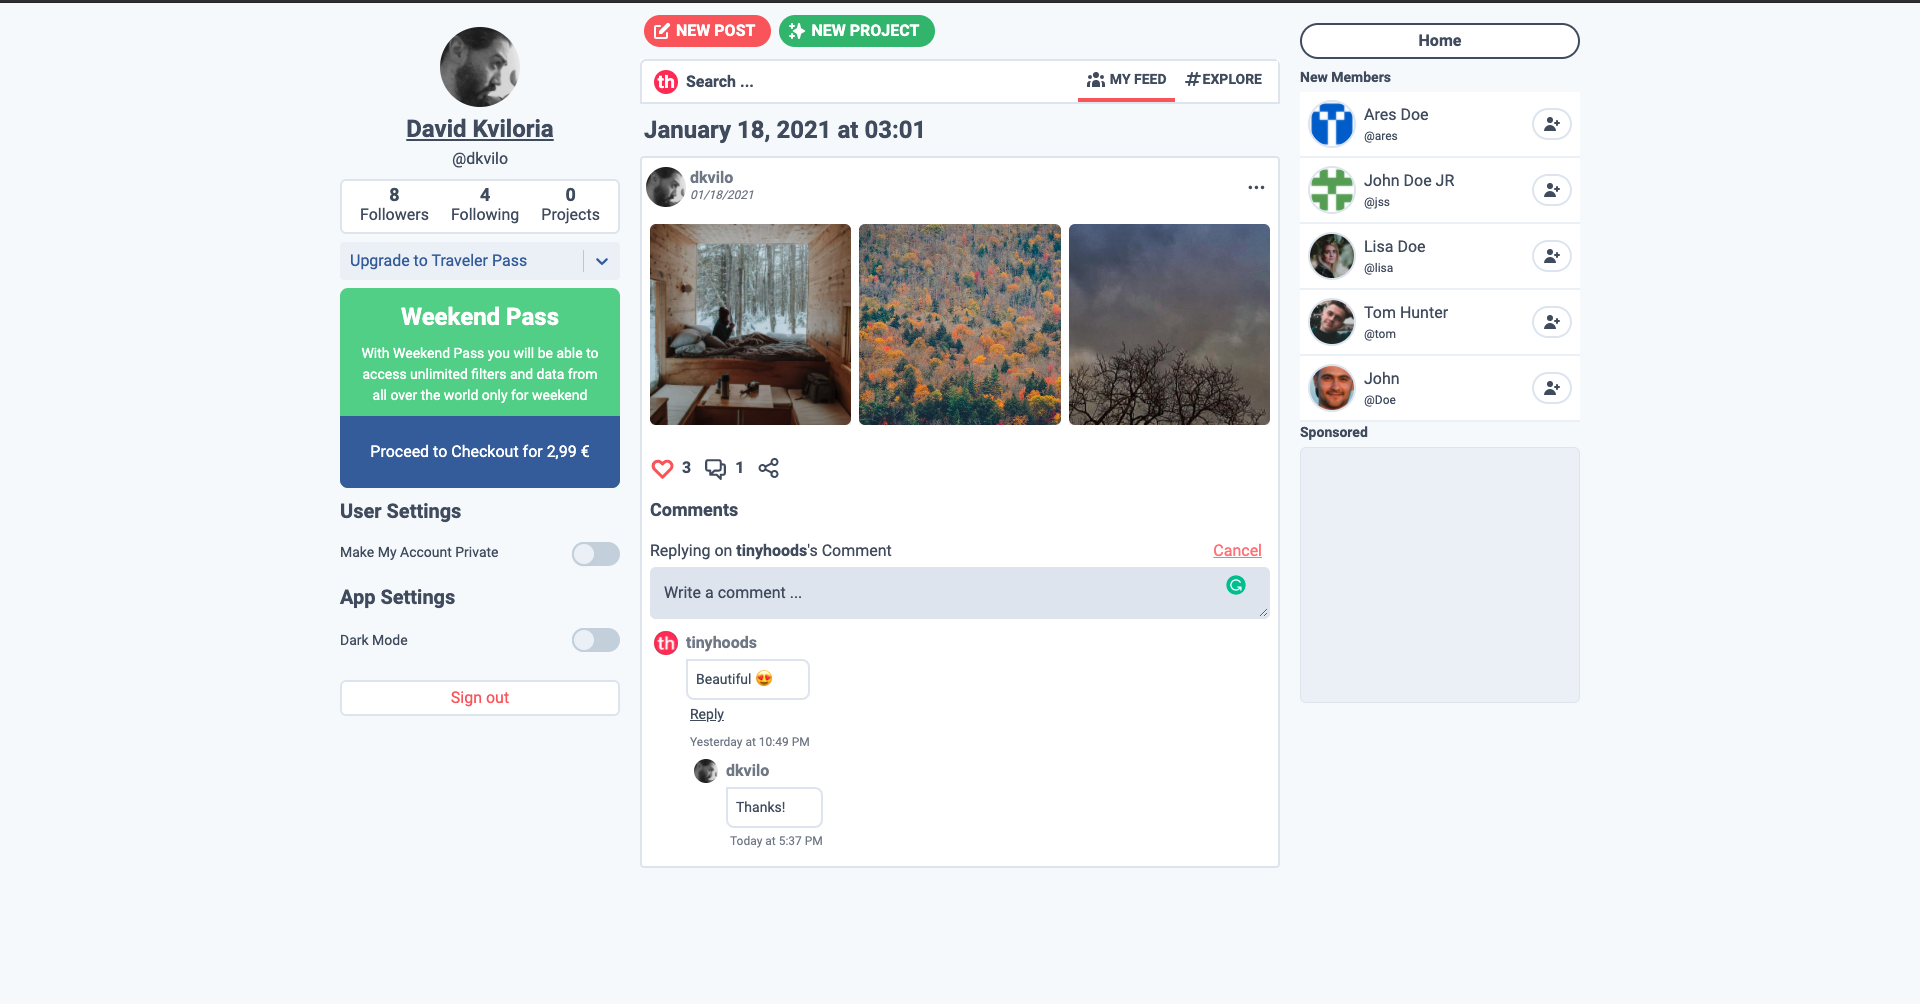 David Kviloria
@dkvilo
8 4 0
Followers Following Projects
Upgrade to Traveler Pass
Weekend Pass
With Weekend Pass you will be able to
access unlimited filters and data from
all over the world only for weekend
Proceed to Checkout for 2,99 €
User Settings
Make My Account Private
App Settings
Dark Mode
Sign out
NEW POST NEW PROJECT
th Search ... MY FEED #EXPLORE
January 18, 2021 at 03:01
dkvilo
01/18/2021
3 1
Comments
Replying on tinyhoods's Comment Cancel
Write a comment ...
th tinyhoods
Beautiful 😍
Reply
Yesterday at 10:49 PM
dkvilo
Thanks!
Today at 5:37 PM
Home
New Members
Ares Doe
@ares
John Doe JR
@jss
Lisa Doe
@lisa
Tom Hunter
@tom
John
@Doe
Sponsored